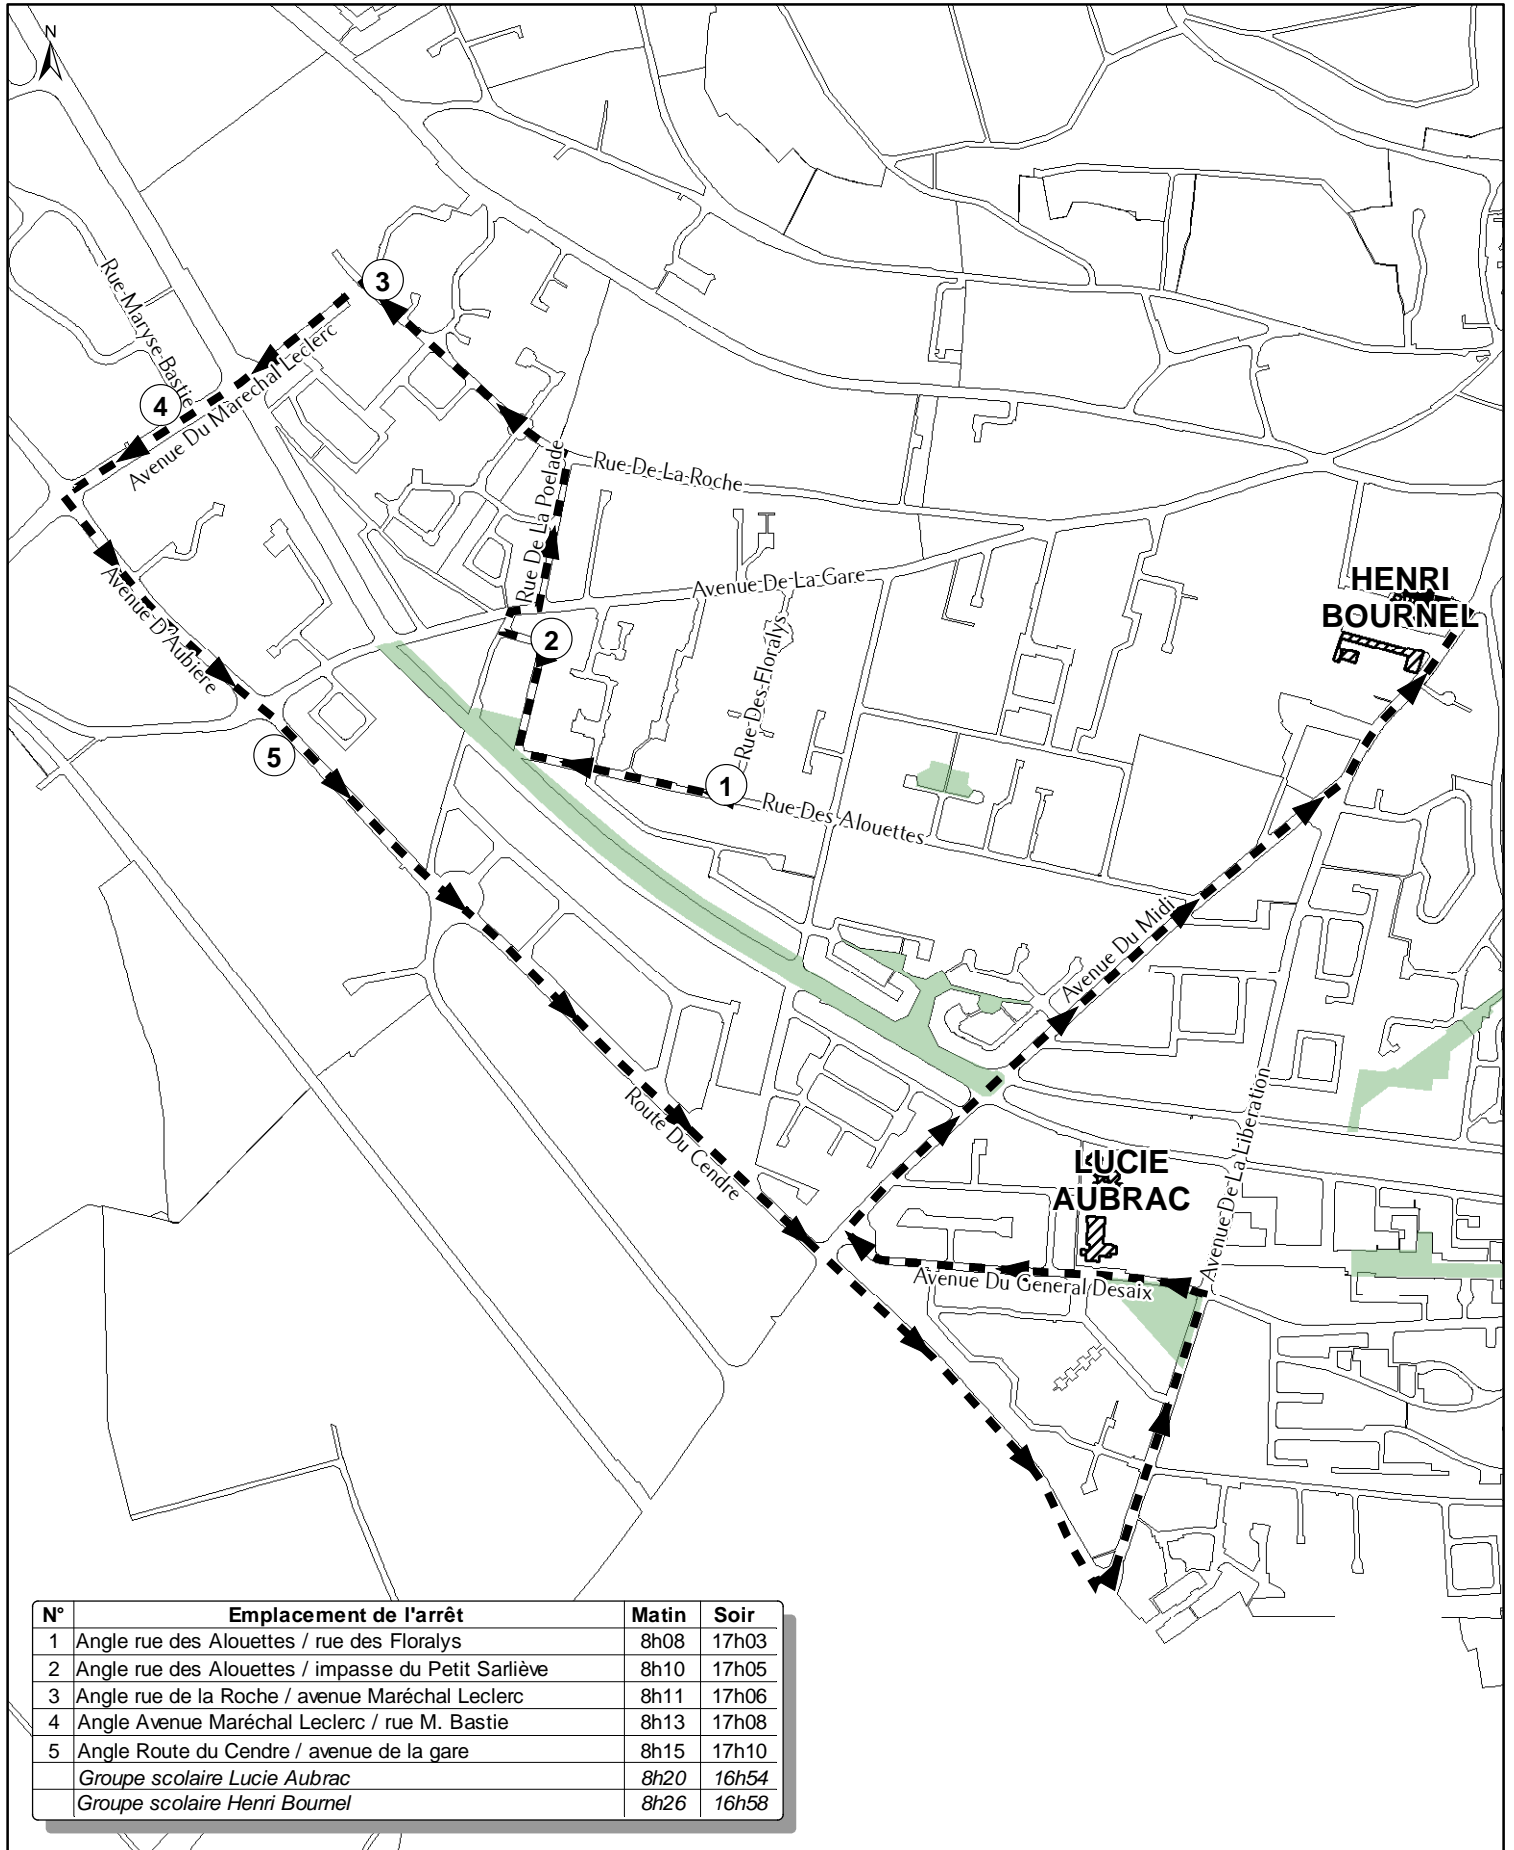 N
3
Rue Maryse Bastie
Avenue Du Marechal Leclerc
4
Rue De La Roche
Rue De La Poelade
Avenue De La Gare
HENRI
BOURNEL
Avenue D'Aubiere
2
Rue Des Floralys
5
1
Rue Des Alouettes
Avenue Du Midi
Route Du Cendre
Avenue De La Liberation
LUCIE
AUBRAC
Avenue Du General Desaix
N° Emplacement de l'arrêt Matin Soir
1 Angle rue des Alouettes / rue des Floralys 8h08 17h03
2 Angle rue des Alouettes / impasse du Petit Sarliève 8h10 17h05
3 Angle rue de la Roche / avenue Maréchal Leclerc 8h11 17h06
4 Angle Avenue Maréchal Leclerc / rue M. Bastie 8h13 17h08
5 Angle Route du Cendre / avenue de la gare 8h15 17h10
Groupe scolaire Lucie Aubrac 8h20 16h54
Groupe scolaire Henri Bournel 8h26 16h58